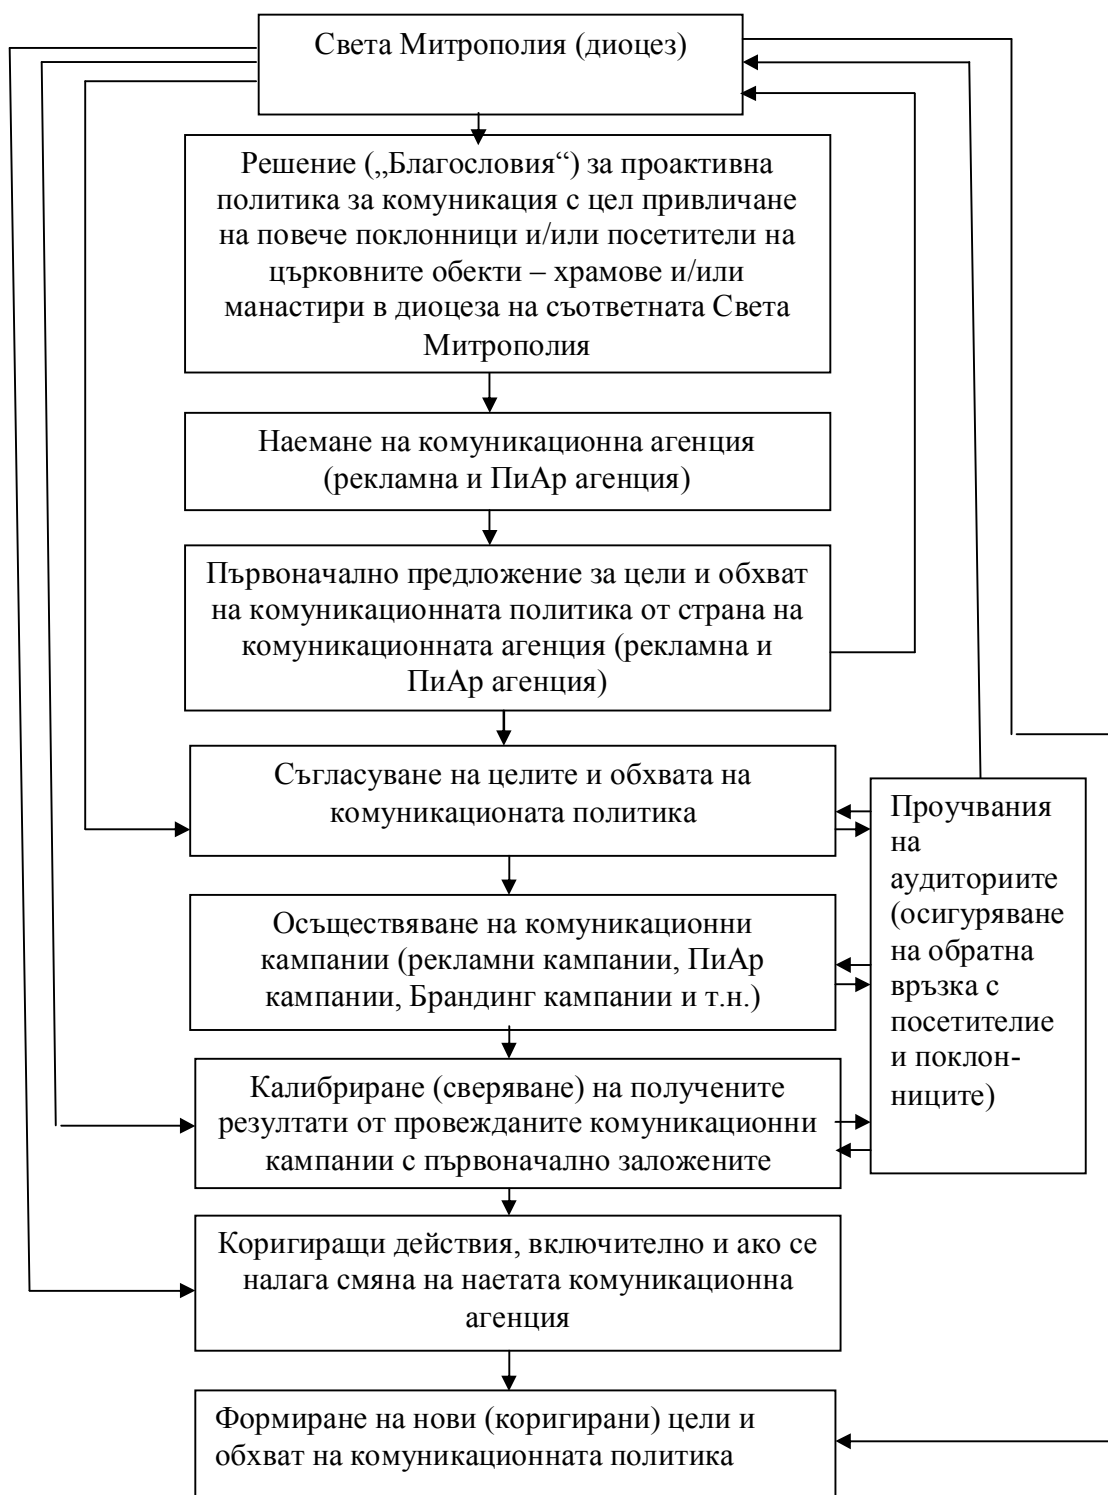 Света Митрополия (диоцез)
Решение („Благословия“) за проактивна
политика за комуникация с цел привличане
на повече поклонници и/или посетители на
църковните обекти – храмове и/или
манастири в диоцеза на съответната Света
Митрополия
Наемане на комуникационна агенция
(рекламна и ПиАр агенция)
Първоначално предложение за цели и обхват
на комуникационната политика от страна на
комуникационната агенция (рекламна и
ПиАр агенция)
Съгласуване на целите и обхвата на
комуникационата политика
Проучвания
на
аудиториите
(осигуряване
на обратна
връзка с
посетителие
и поклон-
ниците)
Осъществяване на комуникационни
кампании (рекламни кампании, ПиАр
кампании, Брандинг кампании и т.н.)
Калибриране (сверяване) на получените
резултати от провежданите комуникационни
кампании с първоначално заложените
Коригиращи действия, включително и ако се
налага смяна на наетата комуникационна
агенция
Формиране на нови (коригирани) цели и
обхват на комуникационната политика